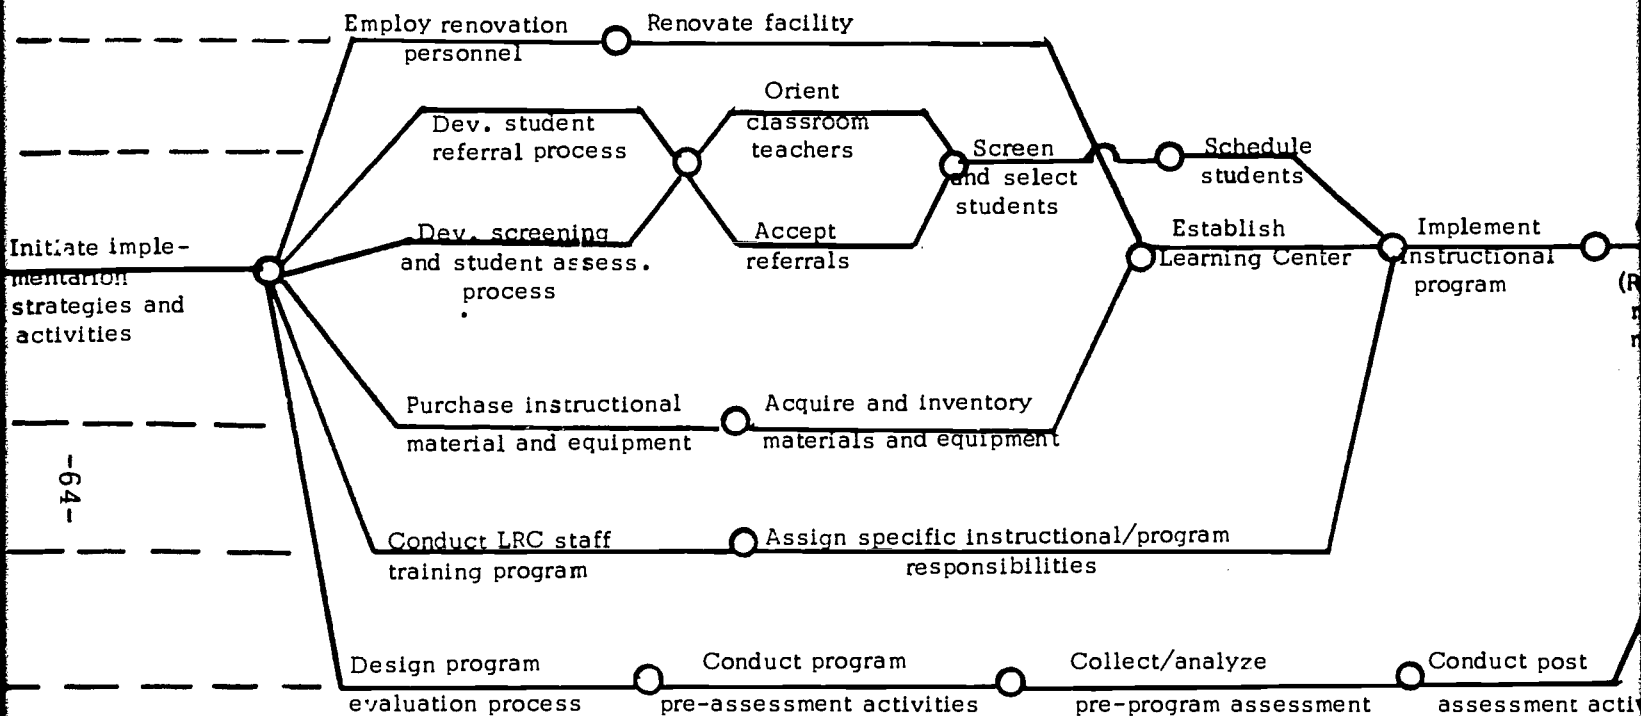 Employ renovation
personnel
Renovate facility
Orient
classroom
teachers
Dev. student
referral process
Screen
and select
students
Schedule
students
Initiate imple-
mentation
strategies and
activities
Dev. screening
and student assess.
process
Accept
referrals
Establish
Learning Center
Implement
instructional
program
(R
Purchase instructional
material and equipment
Acquire and inventory
materials and equipment
-64-
Conduct LRC staff
training program
Assign specific instructional/program
responsibilities
Design program
evaluation process
Conduct program
pre-assessment activities
Collect/analyze
pre-program assessment
Conduct post
assessment activ